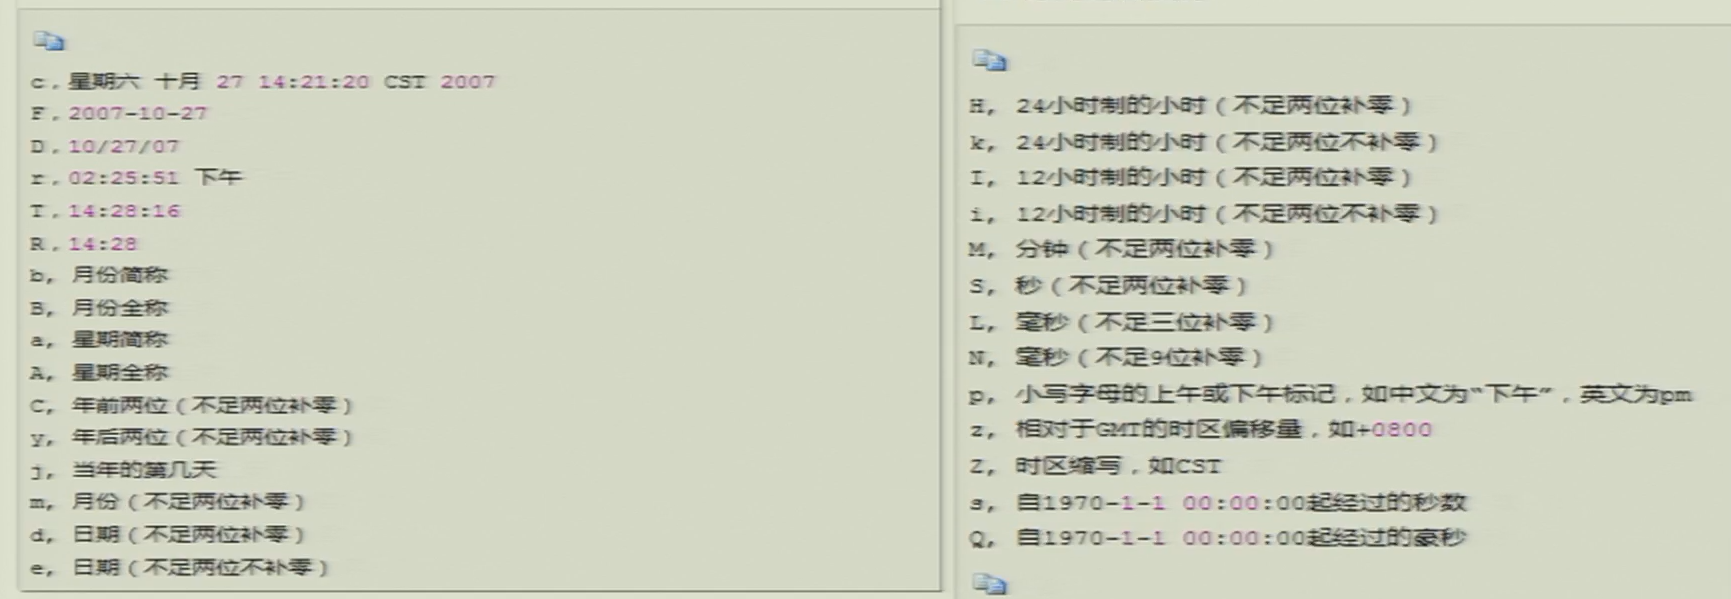 c，星期六 十月 27 14:21:20 CST 2007
F，2007-10-27
D，10/27/07
r，02:25:51 下午
T，14:28:16
R，14:28
b, 月份简称
B, 月份全称
a, 星期简称
A, 星期全称
C, 年前两位（不足两位补零）
y, 年后两位（不足两位补零）
j, 当年的第几天
m, 月份（不足两位补零）
d, 日期（不足两位补零）
e, 日期（不足两位不补零）
H, 24小时制的小时（不足两位补零）
k, 24小时制的小时（不足两位不补零）
I, 12小时制的小时（不足两位补零）
i, 12小时制的小时（不足两位不补零）
M, 分钟（不足两位补零）
S, 秒（不足两位补零）
L, 毫秒（不足三位补零）
N, 毫秒（不足9位补零）
p, 小写字母的上午或下午标记，如中文为“下午”，英文为pm
z, 相对于GMT的时区偏移量，如+0800
Z, 时区缩写，如CST
s, 自1970-1-1 00:00:00起经过的秒数
Q, 自1970-1-1 00:00:00起经过的豪秒